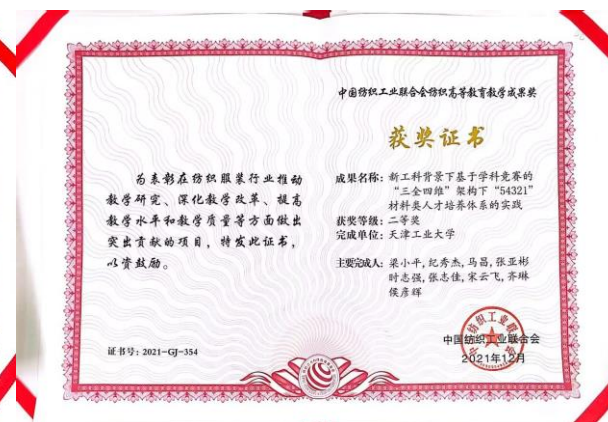 为表彰在纺织服装行业推动
教学研究、深化教学改革、提高
教学水平和教学质量等方面做出
突出贡献的项目，特发此证书，
以资鼓励。
证书号：2021-GJ-354
中国纺织工业联合会纺织高等教育教学成果奖
获奖证书
成果名称：新工科背景下基于学科竞赛的
“三全四维”架构下“54321”
材料类人才培养体系的实践
获奖等级：二等奖
完成单位：天津工业大学
主要完成人：梁小平，纪秀杰，马昌，张亚彬
时志强，张志佳，宋云飞，齐琳
侯彦辉
中国纺织工业联合会
2021年12月